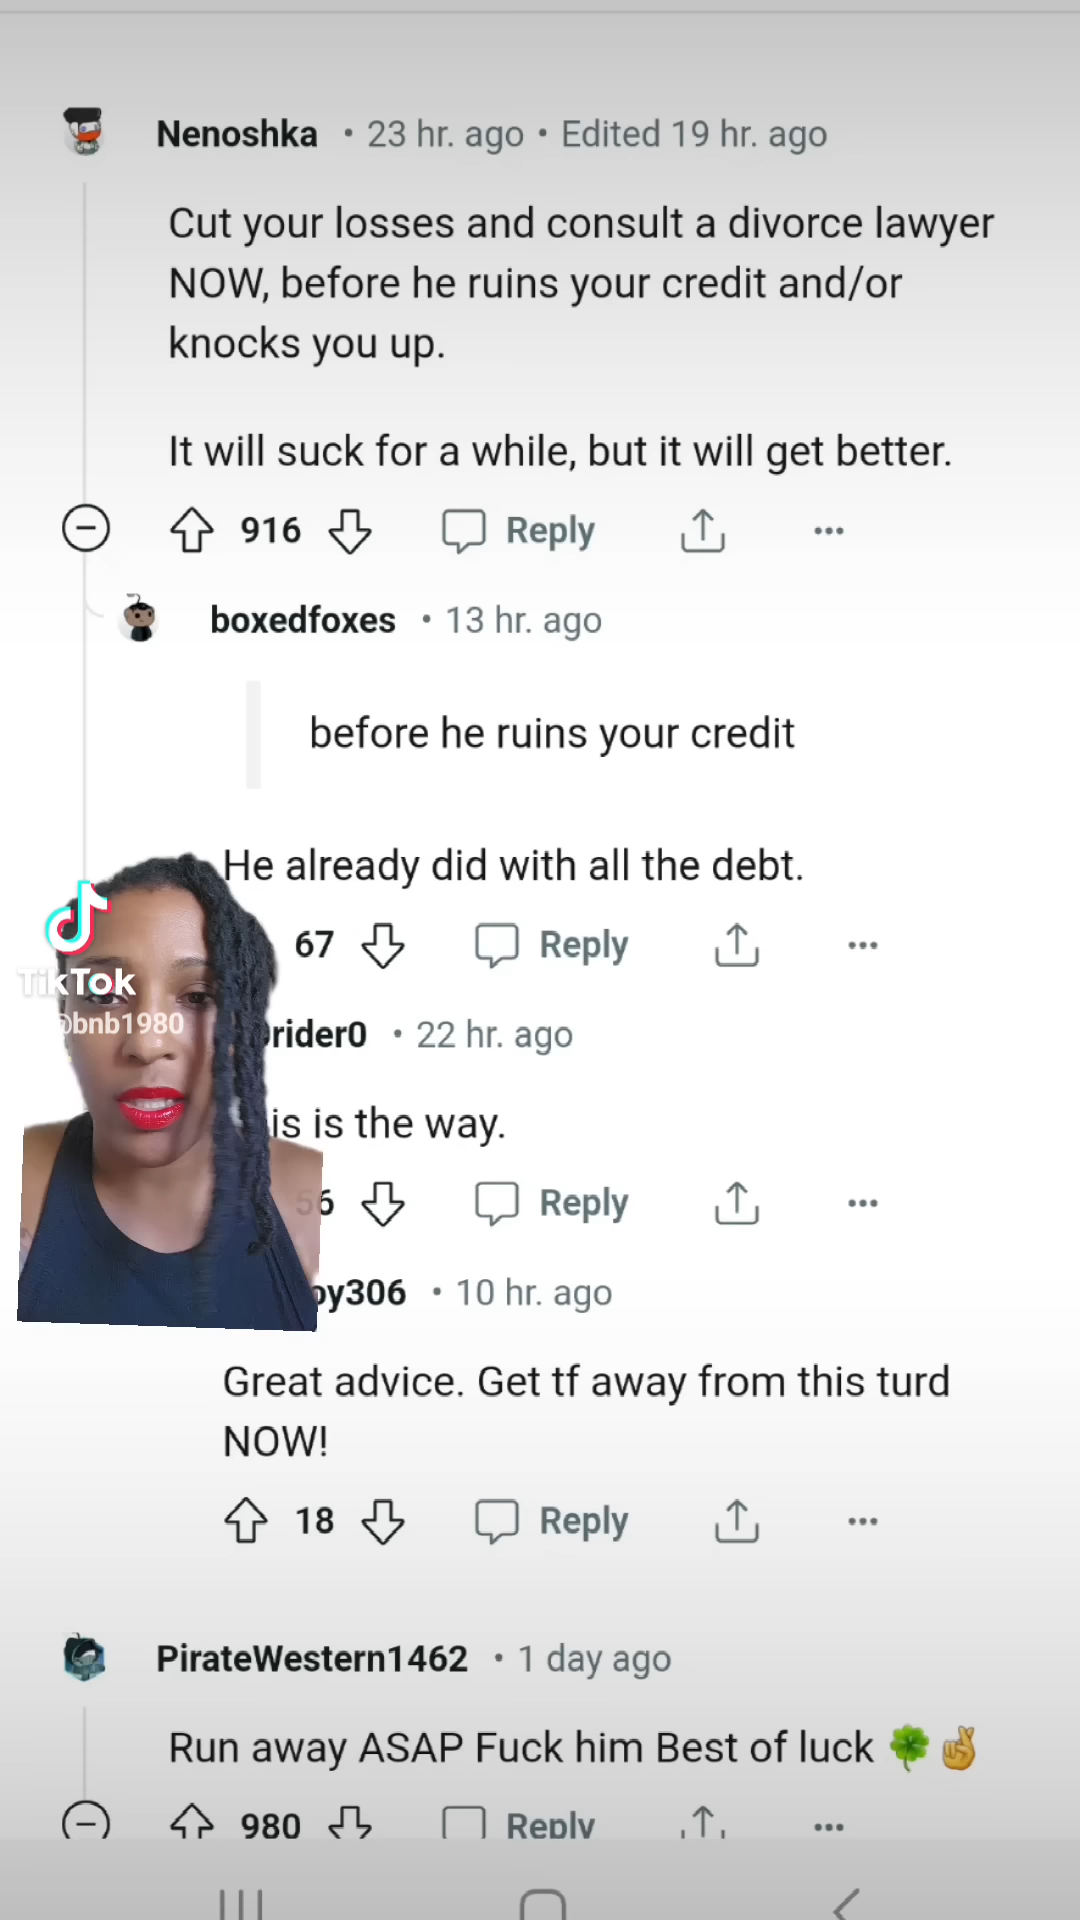 Nenoshka • 23 hr. ago • Edited 19 hr. ago
Cut your losses and consult a divorce lawyer
NOW, before he ruins your credit and/or
knocks you up.
It will suck for a while, but it will get better.
916 Reply
boxedfoxes • 13 hr. ago
before he ruins your credit
He already did with all the debt.
67 Reply
TikTok
@bnb1980
rider0 • 22 hr. ago
is is the way.
56 Reply
oy306 • 10 hr. ago
Great advice. Get tf away from this turd
NOW!
18 Reply
PirateWestern1462 • 1 day ago
Run away ASAP Fuck him Best of luck 🍀🤞
980 Reply